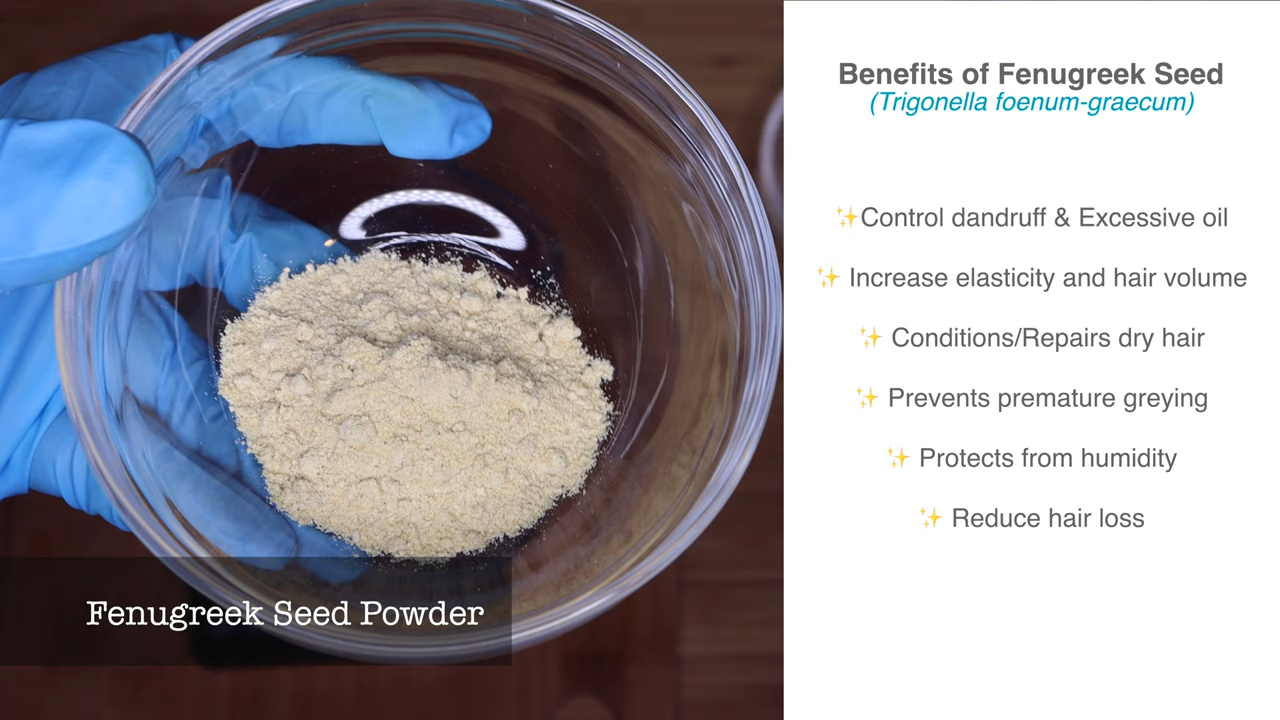 Benefits of Fenugreek Seed
(Trigonella foenum-graecum)
✨Control dandruff & Excessive oil
✨ Increase elasticity and hair volume
✨ Conditions/Repairs dry hair
✨ Prevents premature greying
✨ Protects from humidity
✨ Reduce hair loss
Fenugreek Seed Powder